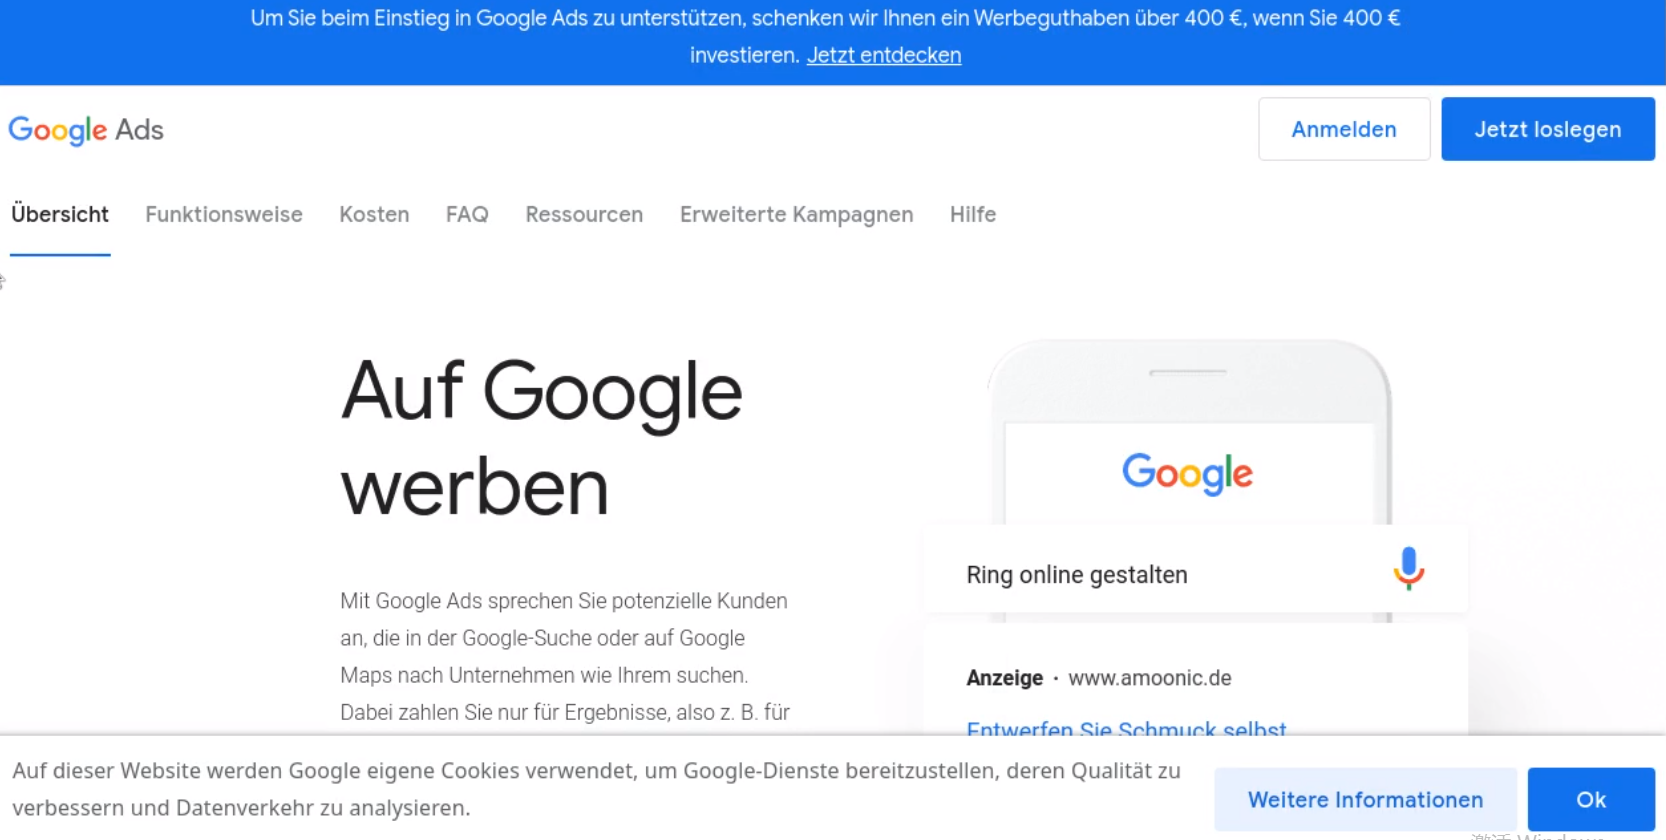 Um Sie beim Einstieg in Google Ads zu unterstützen, schenken wir Ihnen ein Werbeguthaben über 400 €, wenn Sie 400 €
investieren. Jetzt entdecken
Google Ads
Anmelden
Jetzt loslegen
Übersicht
Funktionsweise
Kosten
FAQ
Ressourcen
Erweiterte Kampagnen
Hilfe
Auf Google
werben
Mit Google Ads sprechen Sie potenzielle Kunden
an, die in der Google-Suche oder auf Google
Maps nach Unternehmen wie Ihrem suchen.
Dabei zahlen Sie nur für Ergebnisse, also z. B. für
Google
Ring online gestalten
Anzeige · www.amoonic.de
Entwerfen Sie Schmuck selbst
Auf dieser Website werden Google eigene Cookies verwendet, um Google-Dienste bereitzustellen, deren Qualität zu
verbessern und Datenverkehr zu analysieren.
Weitere Informationen
Ok